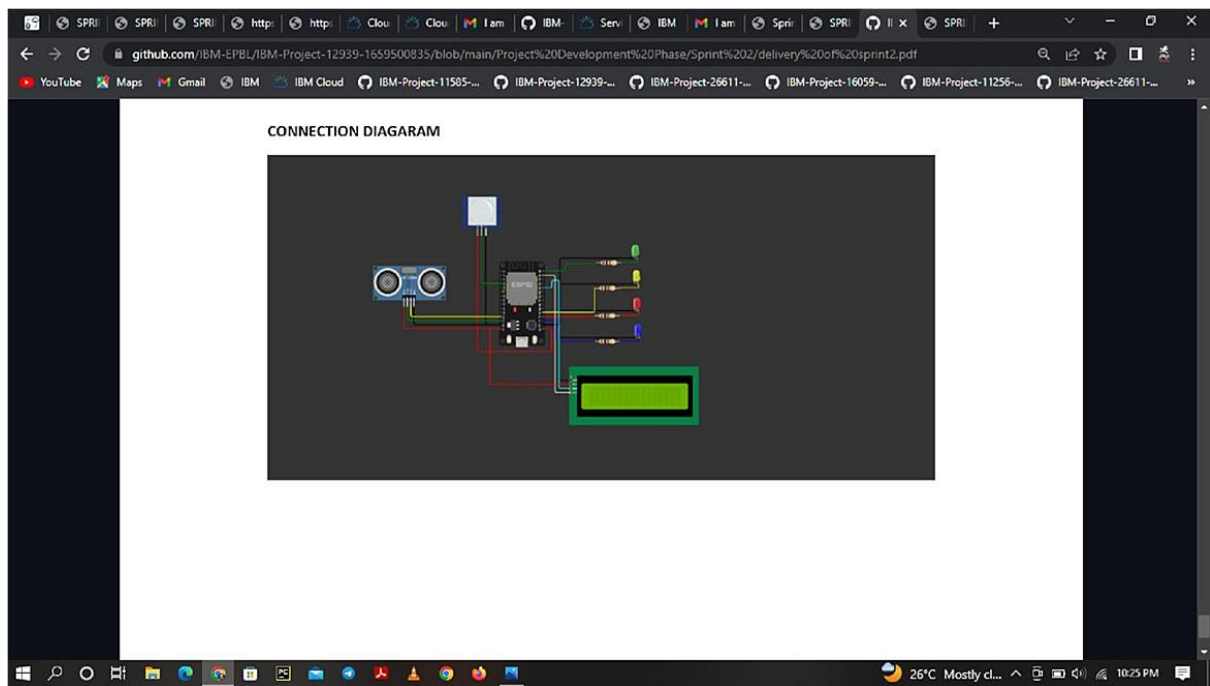 SPRI SPRI SPRI http: http: Clou Clou I am IBM- Servi IBM I am Sprir SPRI II SPRI
github.com/IBM-EPBL/IBM-Project-12939-1659500835/blob/main/Project%20Development%20Phase/Sprint%202/delivery%20of%20sprint2.pdf
YouTube Maps Gmail IBM IBM Cloud IBM-Project-11585-... IBM-Project-12939-... IBM-Project-26611-... IBM-Project-16059-... IBM-Project-11256-... IBM-Project-26611-...
CONNECTION DIAGARAM
ESP32
26°C Mostly cl... 10:25 PM